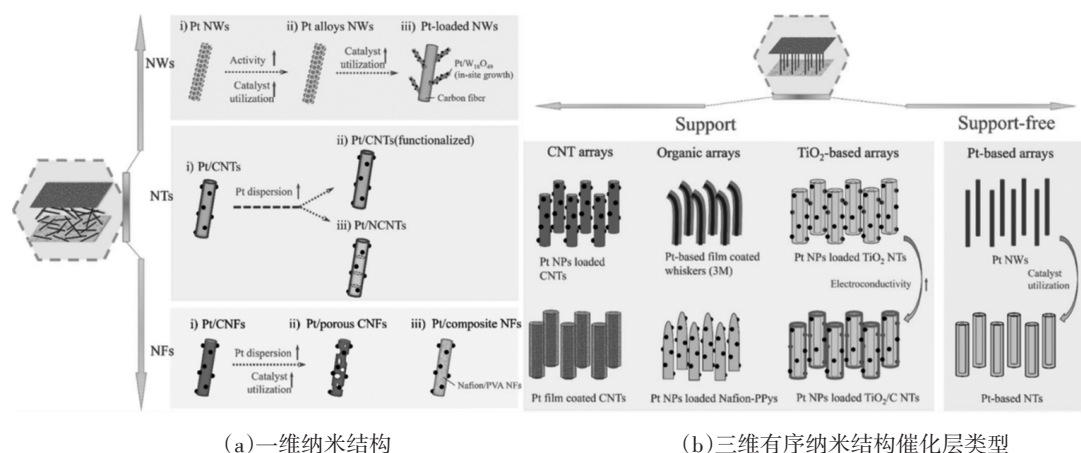 NWs
i) Pt NWs
ii) Pt alloys NWs
iii) Pt-loaded NWs
Activity
Catalyst
utilization
Catalyst
utilization
Pt/W₁₈O₄₉
(in-site growth)
Carbon fiber
NTs
i) Pt/CNTs
Pt dispersion
ii) Pt/CNTs(functionalized)
iii) Pt/NCNTs
NFs
i) Pt/CNFs
ii) Pt/porous CNFs
iii) Pt/composite NFs
Pt dispersion
Catalyst
utilization
Nafion/PVA NFs
(a)一维纳米结构
Support
Support-free
CNT arrays
Organic arrays
TiO₂-based arrays
Pt-based arrays
Pt NPs loaded
CNTs
Pt-based film coated
whiskers (3M)
Pt NPs loaded TiO₂ NTs
Pt NWs
Electroconductivity
Catalyst
utilization
Pt film coated CNTs
Pt NPs loaded Nafion-PPys
Pt NPs loaded TiO₂/C NTs
Pt-based NTs
(b)三维有序纳米结构催化层类型